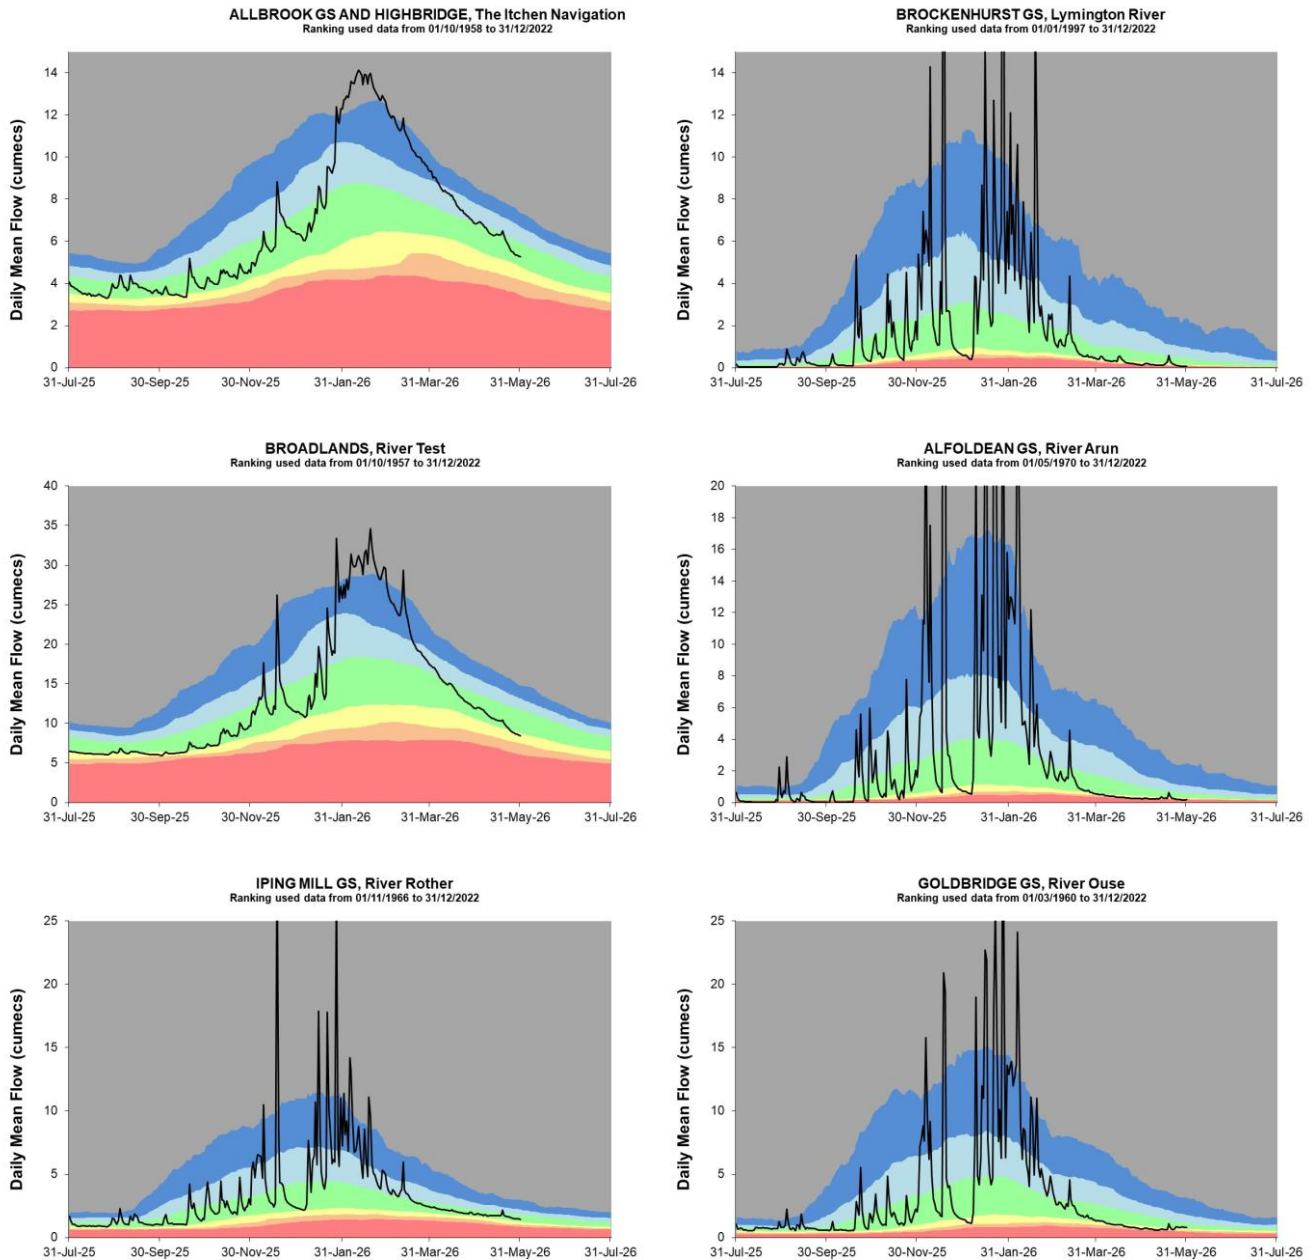 ALLBROOK GS AND HIGHBRIDGE, The Itchen Navigation
Ranking used data from 01/10/1958 to 31/12/2022
Daily Mean Flow (cumecs)
14
12
10
8
6
4
2
0
31-Jul-25 30-Sep-25 30-Nov-25 31-Jan-26 31-Mar-26 31-May-26 31-Jul-26
BROCKENHURST GS, Lymington River
Ranking used data from 01/01/1997 to 31/12/2022
Daily Mean Flow (cumecs)
14
12
10
8
6
4
2
0
31-Jul-25 30-Sep-25 30-Nov-25 31-Jan-26 31-Mar-26 31-May-26 31-Jul-26
BROADLANDS, River Test
Ranking used data from 01/10/1957 to 31/12/2022
Daily Mean Flow (cumecs)
40
35
30
25
20
15
10
5
0
31-Jul-25 30-Sep-25 30-Nov-25 31-Jan-26 31-Mar-26 31-May-26 31-Jul-26
ALFOLDEAN GS, River Arun
Ranking used data from 01/05/1970 to 31/12/2022
Daily Mean Flow (cumecs)
20
18
16
14
12
10
8
6
4
2
0
31-Jul-25 30-Sep-25 30-Nov-25 31-Jan-26 31-Mar-26 31-May-26 31-Jul-26
IPING MILL GS, River Rother
Ranking used data from 01/11/1966 to 31/12/2022
Daily Mean Flow (cumecs)
25
20
15
10
5
0
31-Jul-25 30-Sep-25 30-Nov-25 31-Jan-26 31-Mar-26 31-May-26 31-Jul-26
GOLDBRIDGE GS, River Ouse
Ranking used data from 01/03/1960 to 31/12/2022
Daily Mean Flow (cumecs)
25
20
15
10
5
0
31-Jul-25 30-Sep-25 30-Nov-25 31-Jan-26 31-Mar-26 31-May-26 31-Jul-26